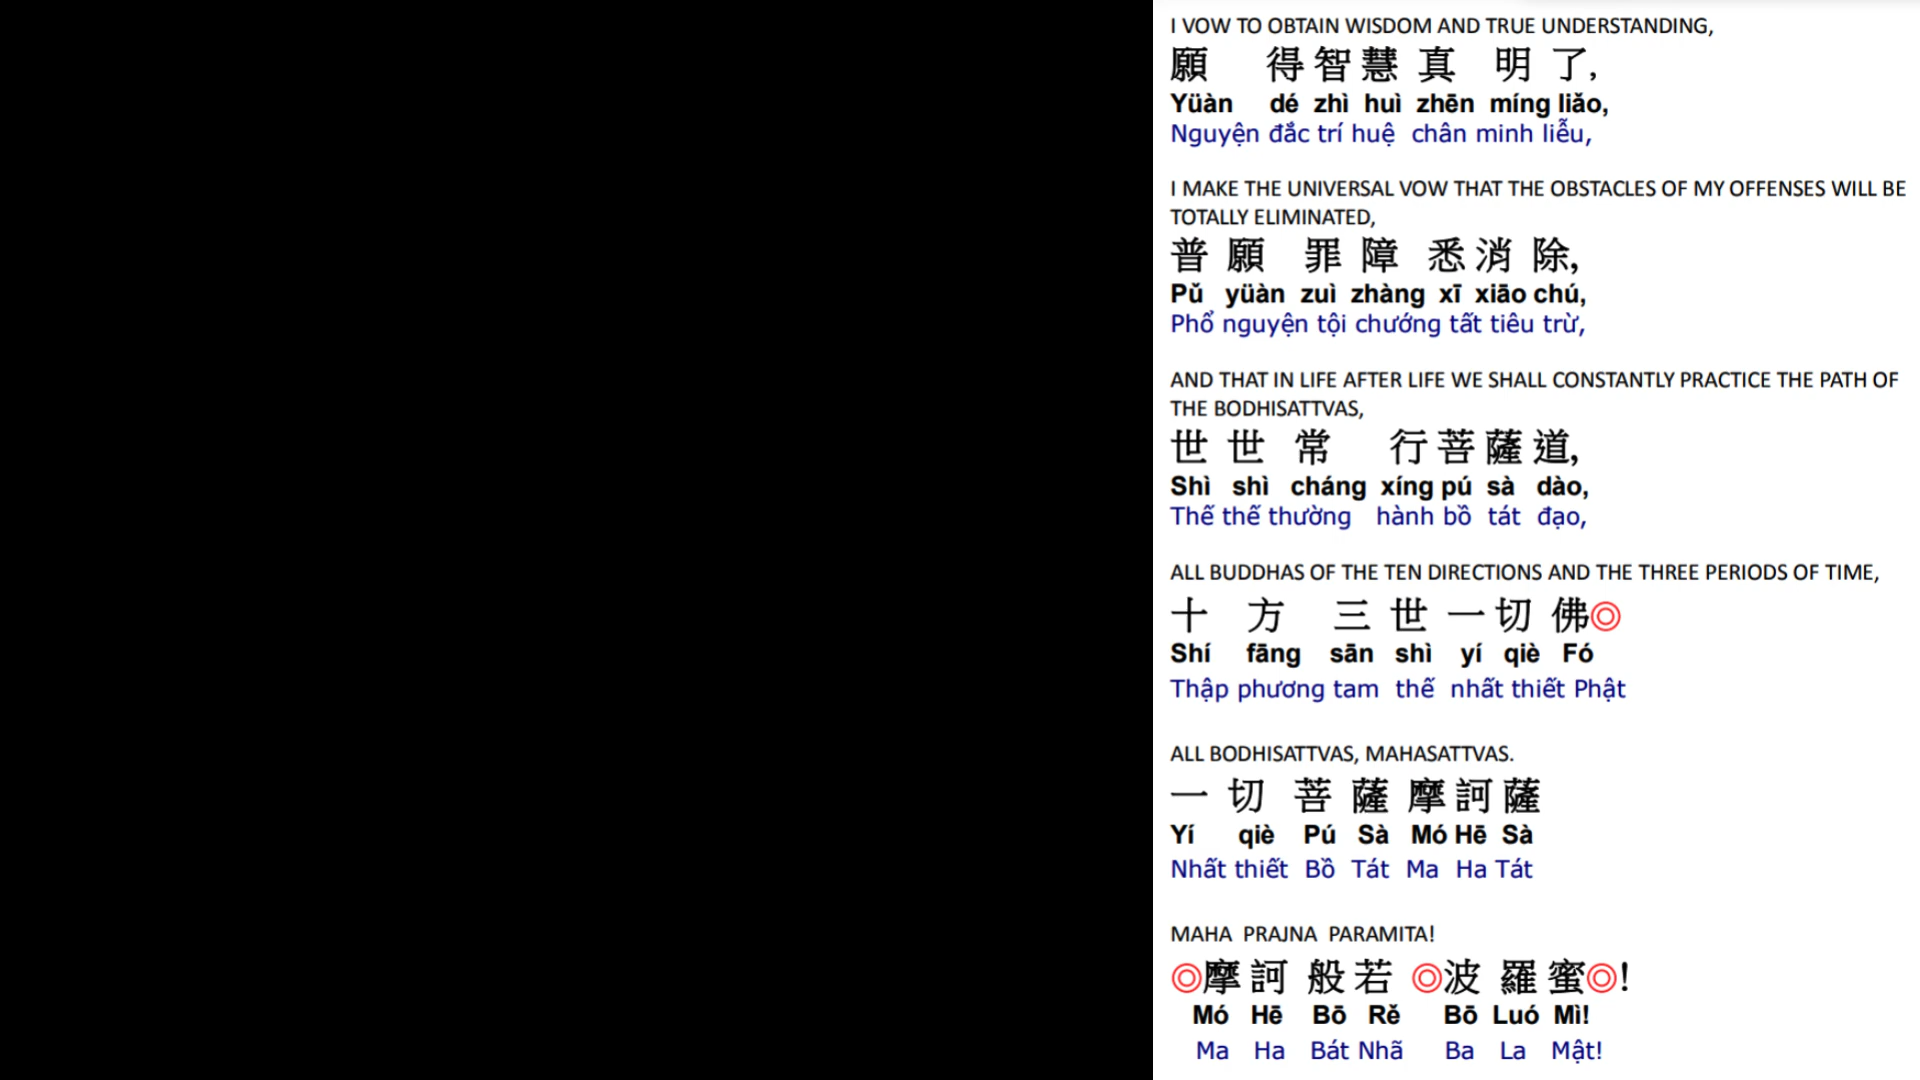 I VOW TO OBTAIN WISDOM AND TRUE UNDERSTANDING,
願 得 智 慧 真 明 了,
Yüàn dé zhì huì zhēn míng liǎo,
Nguyện đắc trí huệ chân minh liễu,
I MAKE THE UNIVERSAL VOW THAT THE OBSTACLES OF MY OFFENSES WILL BE
TOTALLY ELIMINATED,
普 願 罪 障 悉 消 除,
Pǔ yüàn zuì zhàng xī xiāo chú,
Phổ nguyện tội chướng tất tiêu trừ,
AND THAT IN LIFE AFTER LIFE WE SHALL CONSTANTLY PRACTICE THE PATH OF
THE BODHISATTVAS,
世 世 常 行 菩 薩 道,
Shì shì cháng xíng pú sà dào,
Thế thế thường hành bồ tát đạo,
ALL BUDDHAS OF THE TEN DIRECTIONS AND THE THREE PERIODS OF TIME,
十 方 三 世 一 切 佛◎
Shí fāng sān shì yí qiè Fó
Thập phương tam thế nhất thiết Phật
ALL BODHISATTVAS, MAHASATTVAS.
一 切 菩 薩 摩 訶 薩
Yí qiè Pú Sà Mó Hē Sà
Nhất thiết Bồ Tát Ma Ha Tát
MAHA PRAJNA PARAMITA!
◎摩 訶 般 若 ◎波 羅 蜜◎!
Mó Hē Bō Rě Bō Luó Mì!
Ma Ha Bát Nhã Ba La Mật!